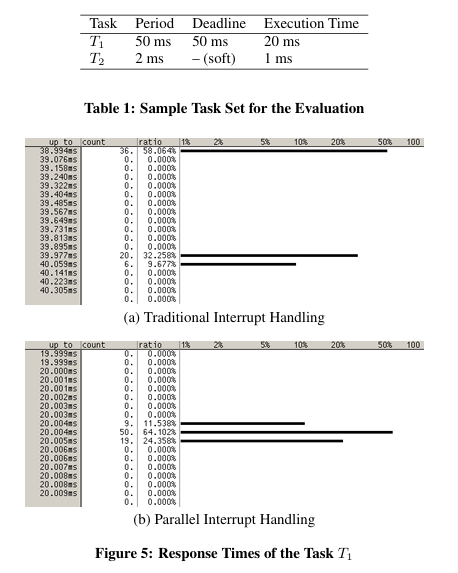 Task Period Deadline Execution Time
T1 50 ms 50 ms 20 ms
T2 2 ms – (soft) 1 ms
Table 1: Sample Task Set for the Evaluation
up to count ratio 1% 2% 5% 10% 20% 50% 100
38.994ms 36. 58.064%
39.076ms 0. 0.000%
39.158ms 0. 0.000%
39.240ms 0. 0.000%
39.322ms 0. 0.000%
39.404ms 0. 0.000%
39.485ms 0. 0.000%
39.567ms 0. 0.000%
39.649ms 0. 0.000%
39.731ms 0. 0.000%
39.813ms 0. 0.000%
39.895ms 0. 0.000%
39.977ms 20. 32.258%
40.059ms 6. 9.677%
40.141ms 0. 0.000%
40.223ms 0. 0.000%
40.305ms 0. 0.000%
0. 0.000%
(a) Traditional Interrupt Handling
up to count ratio 1% 2% 5% 10% 20% 50% 100
19.999ms 0. 0.000%
19.999ms 0. 0.000%
20.000ms 0. 0.000%
20.001ms 0. 0.000%
20.001ms 0. 0.000%
20.002ms 0. 0.000%
20.003ms 0. 0.000%
20.003ms 0. 0.000%
20.004ms 9. 11.538%
20.004ms 50. 64.102%
20.005ms 19. 24.358%
20.006ms 0. 0.000%
20.006ms 0. 0.000%
20.007ms 0. 0.000%
20.008ms 0. 0.000%
20.008ms 0. 0.000%
20.009ms 0. 0.000%
0. 0.000%
(b) Parallel Interrupt Handling
Figure 5: Response Times of the Task T1